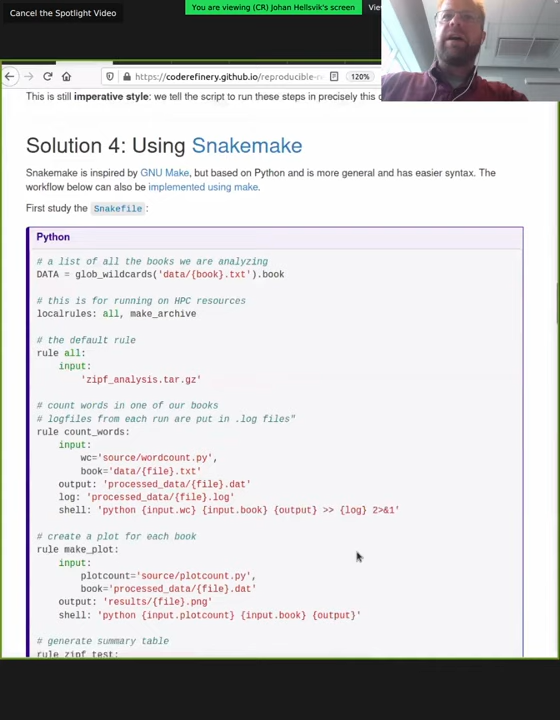 Cancel the Spotlight Video
You are viewing (CR) Johan Hellsvik's screen
https://coderefinery.github.io/reproducible-
120%
This is still imperative style: we tell the script to run these steps in precisely this
Solution 4: Using Snakemake
Snakemake is inspired by GNU Make, but based on Python and is more general and has easier syntax. The
workflow below can also be implemented using make.
First study the Snakefile:
Python
# a list of all the books we are analyzing
DATA = glob_wildcards('data/{book}.txt').book
# this is for running on HPC resources
localrules: all, make_archive
# the default rule
rule all:
input:
'zipf_analysis.tar.gz'
# count words in one of our books
# logfiles from each run are put in .log files"
rule count_words:
input:
wc='source/wordcount.py',
book='data/{file}.txt'
output: 'processed_data/{file}.dat'
log: 'processed_data/{file}.log'
shell: 'python {input.wc} {input.book} {output} >> {log} 2>&1'
# create a plot for each book
rule make_plot:
input:
plotcount='source/plotcount.py',
book='processed_data/{file}.dat'
output: 'results/{file}.png'
shell: 'python {input.plotcount} {input.book} {output}'
# generate summary table
rule zipf_test: